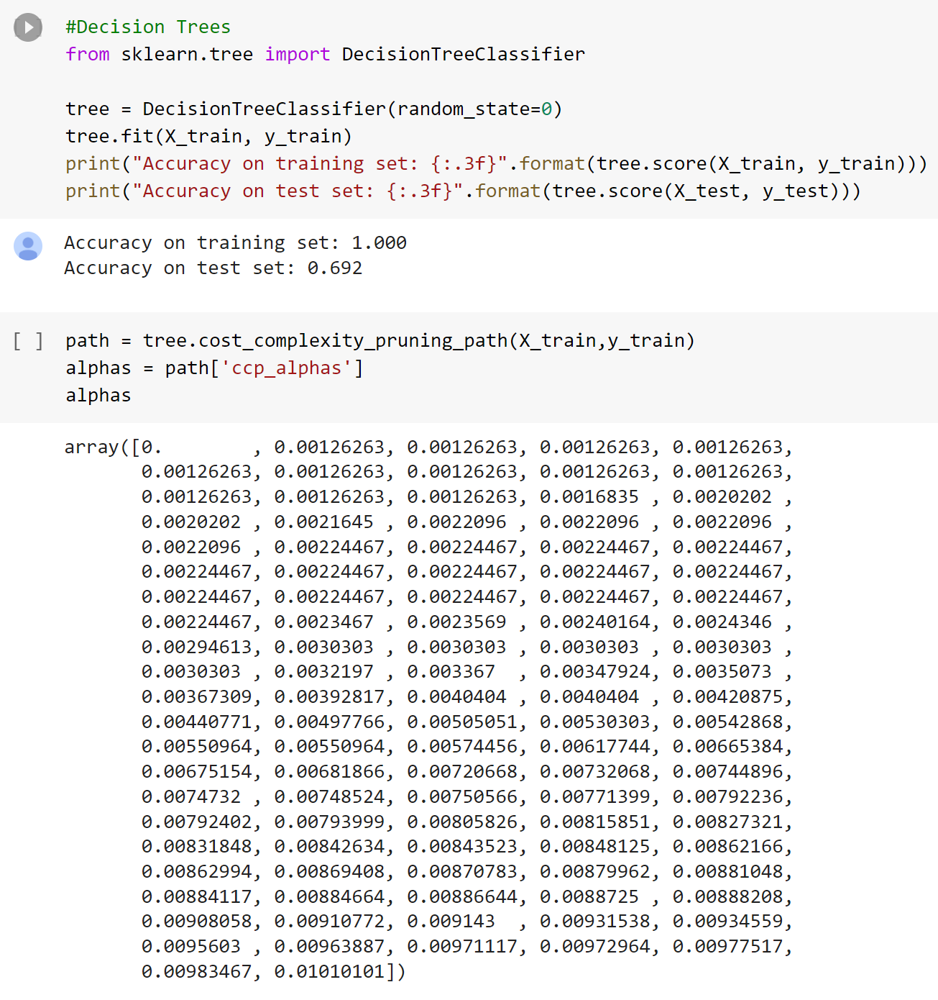 #Decision Trees
from sklearn.tree import DecisionTreeClassifier
tree = DecisionTreeClassifier(random_state=0)
tree.fit(X_train, y_train)
print("Accuracy on training set: {:.3f}".format(tree.score(X_train, y_train)))
print("Accuracy on test set: {:.3f}".format(tree.score(X_test, y_test)))
Accuracy on training set: 1.000
Accuracy on test set: 0.692
[ ] path = tree.cost_complexity_pruning_path(X_train,y_train)
alphas = path['ccp_alphas']
alphas
array([0.        , 0.00126263, 0.00126263, 0.00126263, 0.00126263,
0.00126263, 0.00126263, 0.00126263, 0.00126263, 0.00126263,
0.00126263, 0.00126263, 0.00126263, 0.0016835 , 0.0020202 ,
0.0020202 , 0.0021645 , 0.0022096 , 0.0022096 , 0.0022096 ,
0.0022096 , 0.00224467, 0.00224467, 0.00224467, 0.00224467,
0.00224467, 0.00224467, 0.00224467, 0.00224467, 0.00224467,
0.00224467, 0.00224467, 0.00224467, 0.00224467, 0.00224467,
0.00224467, 0.0023467 , 0.0023569 , 0.00240164, 0.0024346 ,
0.00294613, 0.0030303 , 0.0030303 , 0.0030303 , 0.0030303 ,
0.0030303 , 0.0032197 , 0.003367  , 0.00347924, 0.0035073 ,
0.00367309, 0.00392817, 0.0040404 , 0.0040404 , 0.00420875,
0.00440771, 0.00497766, 0.00505051, 0.00530303, 0.00542868,
0.00550964, 0.00550964, 0.00574456, 0.00617744, 0.00665384,
0.00675154, 0.00681866, 0.00720668, 0.00732068, 0.00744896,
0.0074732 , 0.00748524, 0.00750566, 0.00771399, 0.00792236,
0.00792402, 0.00793999, 0.00805826, 0.00815851, 0.00827321,
0.00831848, 0.00842634, 0.00843523, 0.00848125, 0.00862166,
0.00862994, 0.00869408, 0.00870783, 0.00879962, 0.00881048,
0.00884117, 0.00884664, 0.00886644, 0.0088725 , 0.00888208,
0.00908058, 0.00910772, 0.009143  , 0.00931538, 0.00934559,
0.0095603 , 0.00963887, 0.00971117, 0.00972964, 0.00977517,
0.00983467, 0.01010101])